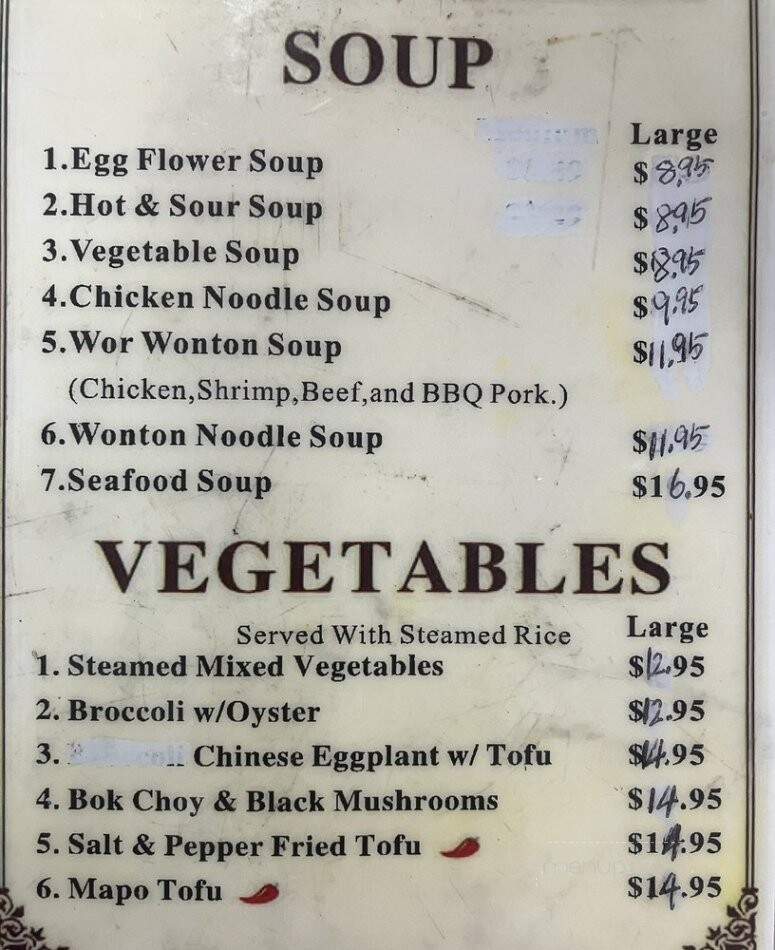 SOUP
Large
1.Egg Flower Soup $8.95
2.Hot & Sour Soup $8.95
3.Vegetable Soup $8.95
4.Chicken Noodle Soup $9.95
5.Wor Wonton Soup $11.95
(Chicken,Shrimp,Beef,and BBQ Pork.)
6.Wonton Noodle Soup $11.95
7.Seafood Soup $16.95
VEGETABLES
Served With Steamed Rice Large
1. Steamed Mixed Vegetables $12.95
2. Broccoli w/Oyster $12.95
3. Chinese Eggplant w/ Tofu $14.95
4. Bok Choy & Black Mushrooms $14.95
5. Salt & Pepper Fried Tofu $14.95
6. Mapo Tofu $14.95